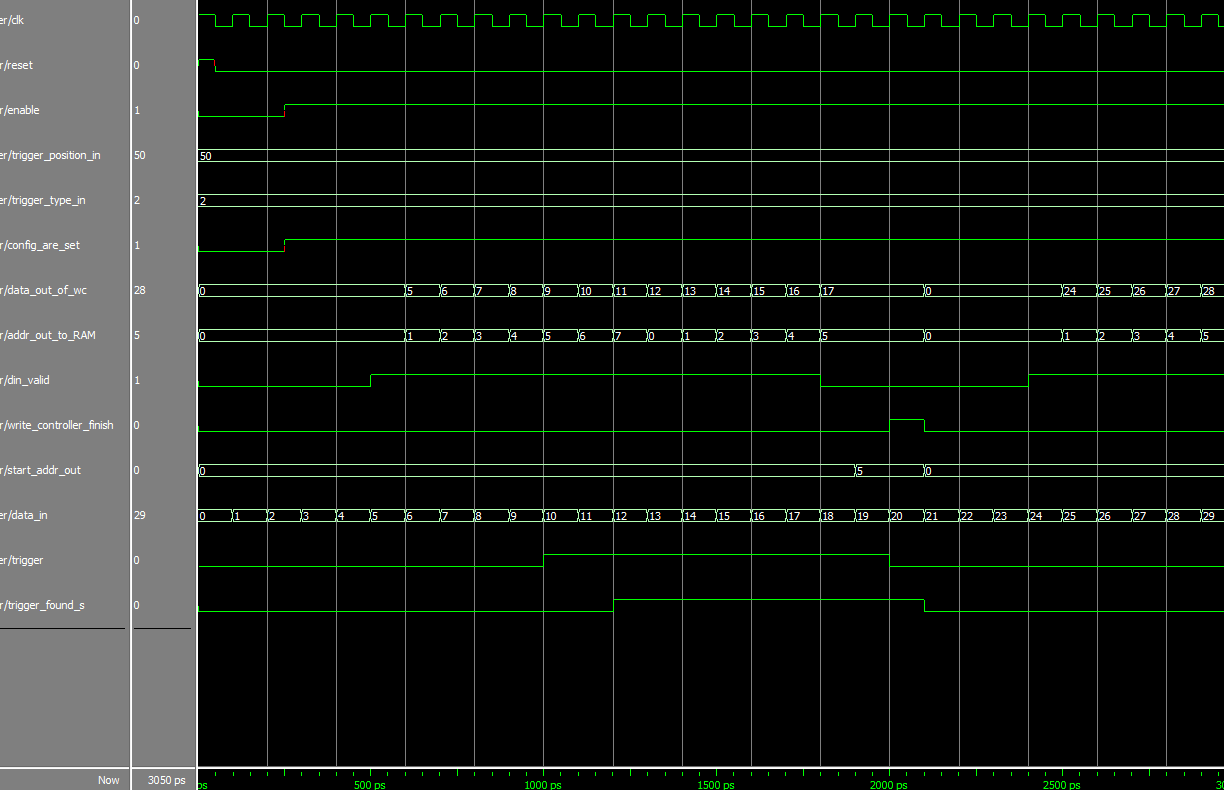 er/clk 0
r/reset 0
r/enable 1
er/trigger_position_in 50 50
er/trigger_type_in 2 2
r/config_are_set 1
r/data_out_of_wc 28 0 5 6 7 8 9 10 11 12 13 14 15 16 17 0 24 25 26 27 28
r/addr_out_to_RAM 5 0 1 2 3 4 5 6 7 0 1 2 3 4 5 0 1 2 3 4 5
er/din_valid 1
er/write_controller_finish 0
er/start_addr_out 0 0 5 0
er/data_in 29 0 1 2 3 4 5 6 7 8 9 10 11 12 13 14 15 16 17 18 19 20 21 22 23 24 25 26 27 28 29
er/trigger 0
r/trigger_found_s 0
Now 3050 ps ps 500 ps 1000 ps 1500 ps 2000 ps 2500 ps